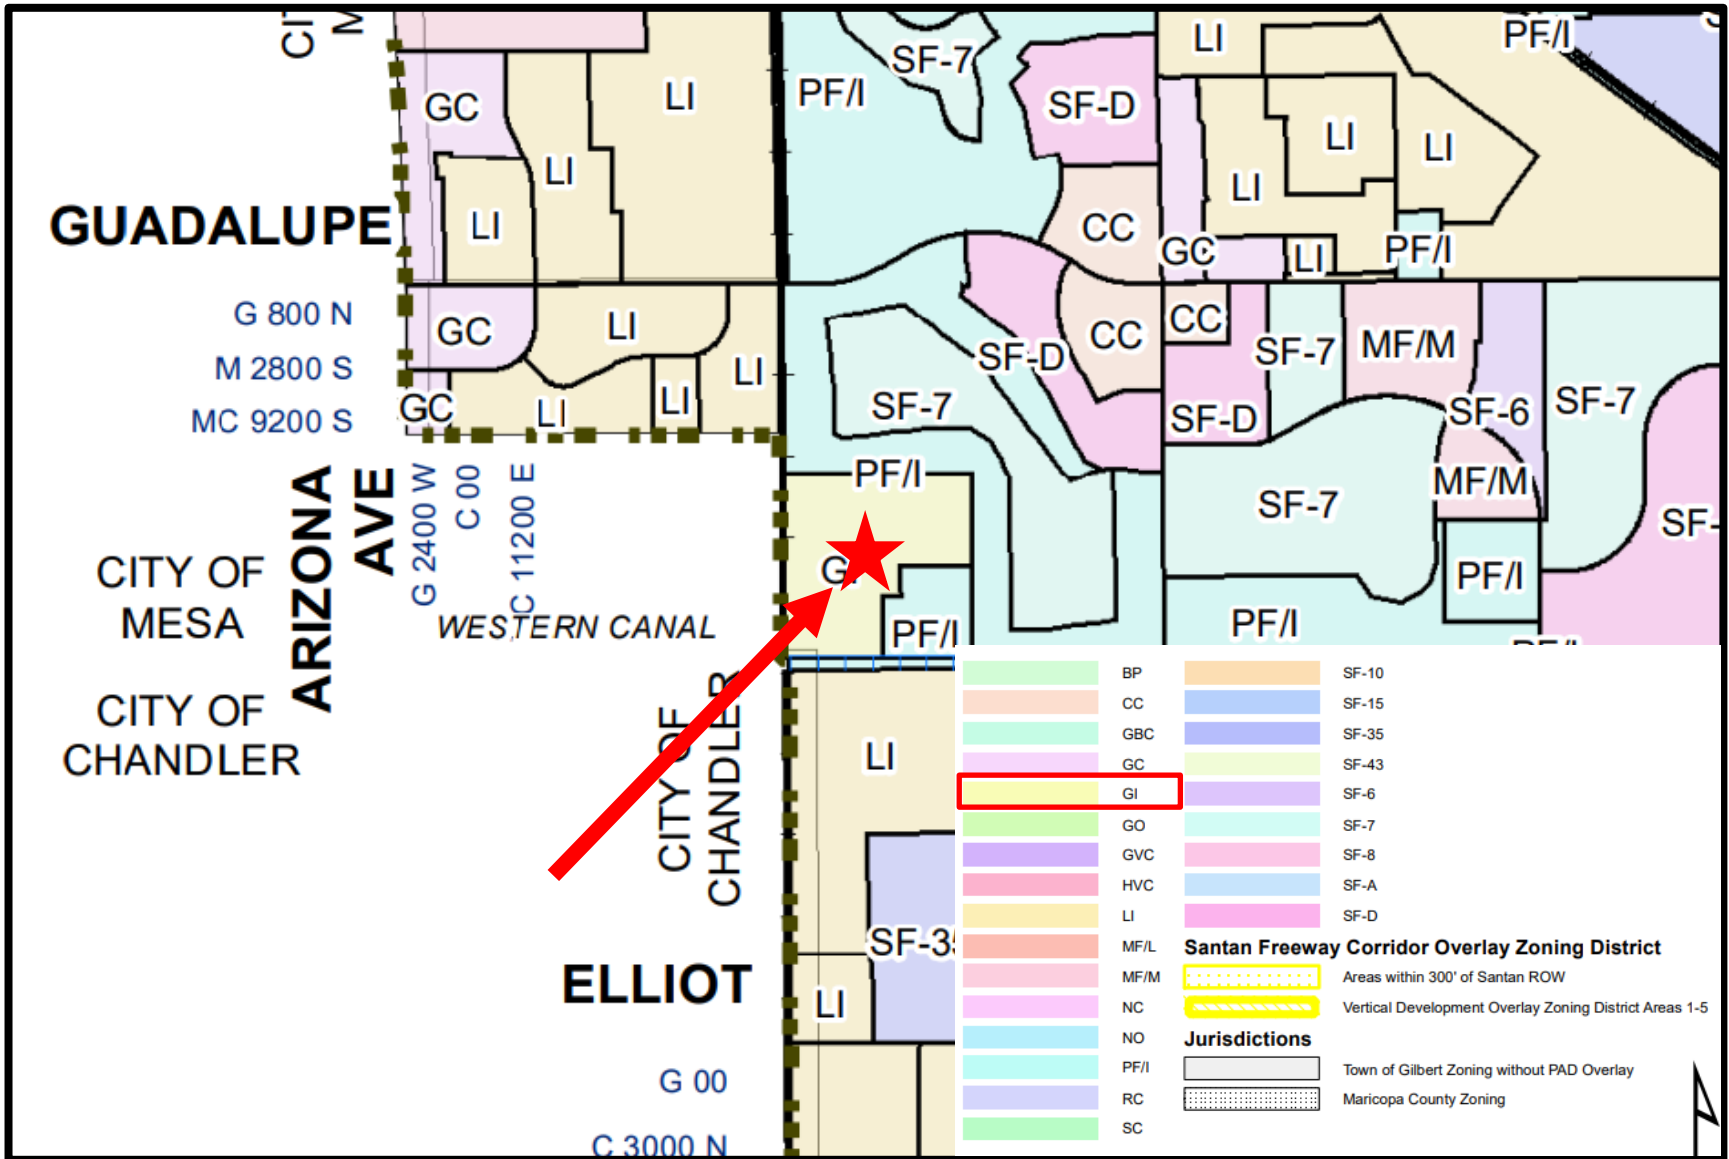 CIT
M
GC
LI
LI
LI
GC
LI
LI
LI
LI
GC
LI
PF/I
SF-7
SF-D
CC
GC
LI
LI
LI
LI
LI
PF/I
PF/I
S
GUADALUPE
G 800 N
M 2800 S
MC 9200 S
SF-D
CC
CC
SF-7
MF/M
SF-6
SF-7
SF-7
SF-D
MF/M
PF/I
SF-7
SF-
GI
PF/I
PF/I
PF/I
ARIZONA
AVE
G 2400 W
C 00
C 11200 E
CITY OF
MESA
WESTERN CANAL
CITY OF
CHANDLER
CITY OF
CHANDLER
LI
SF-35
LI
ELLIOT
G 00
C 3000 N
BP
CC
GBC
GC
GI
GO
GVC
HVC
LI
MF/L
MF/M
NC
NO
PF/I
RC
SC
SF-10
SF-15
SF-35
SF-43
SF-6
SF-7
SF-8
SF-A
SF-D
Santan Freeway Corridor Overlay Zoning District
Areas within 300' of Santan ROW
Vertical Development Overlay Zoning District Areas 1-5
Jurisdictions
Town of Gilbert Zoning without PAD Overlay
Maricopa County Zoning